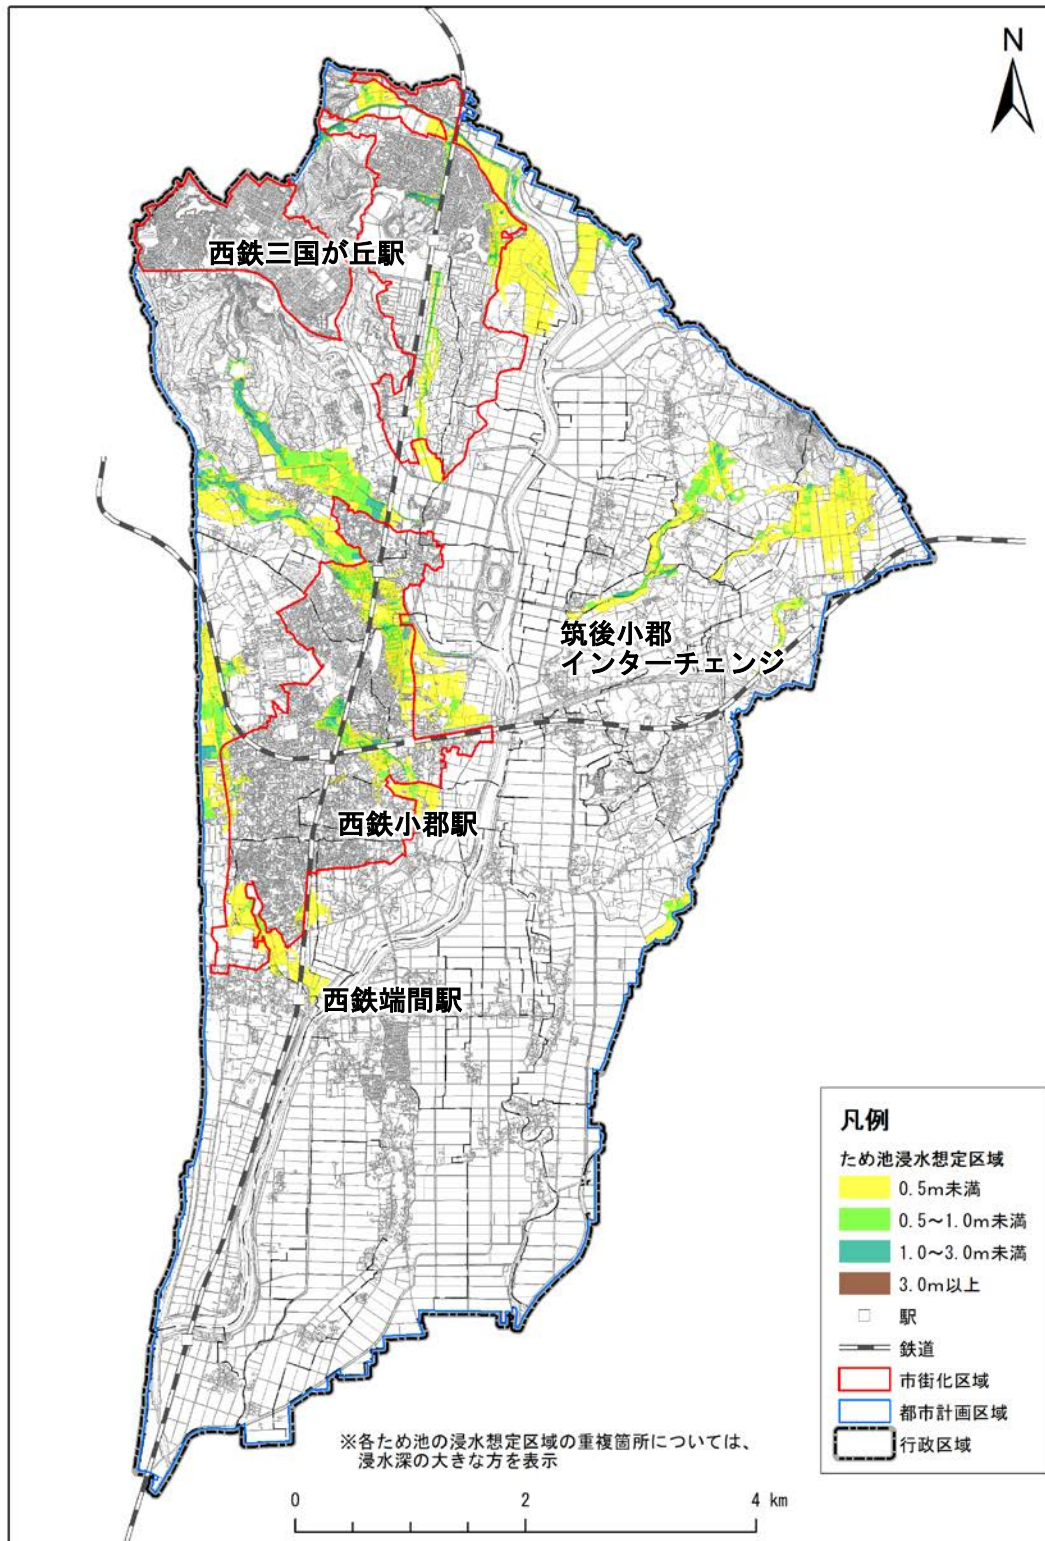 N
西鉄三国が丘駅
筑後小郡
インターチェンジ
西鉄小郡駅
西鉄端間駅
凡例
ため池浸水想定区域
0.5m未満
0.5～1.0m未満
1.0～3.0m未満
3.0m以上
駅
鉄道
市街化区域
都市計画区域
行政区域
※各ため池の浸水想定区域の重複箇所については、
浸水深の大きな方を表示
0 2 4 km